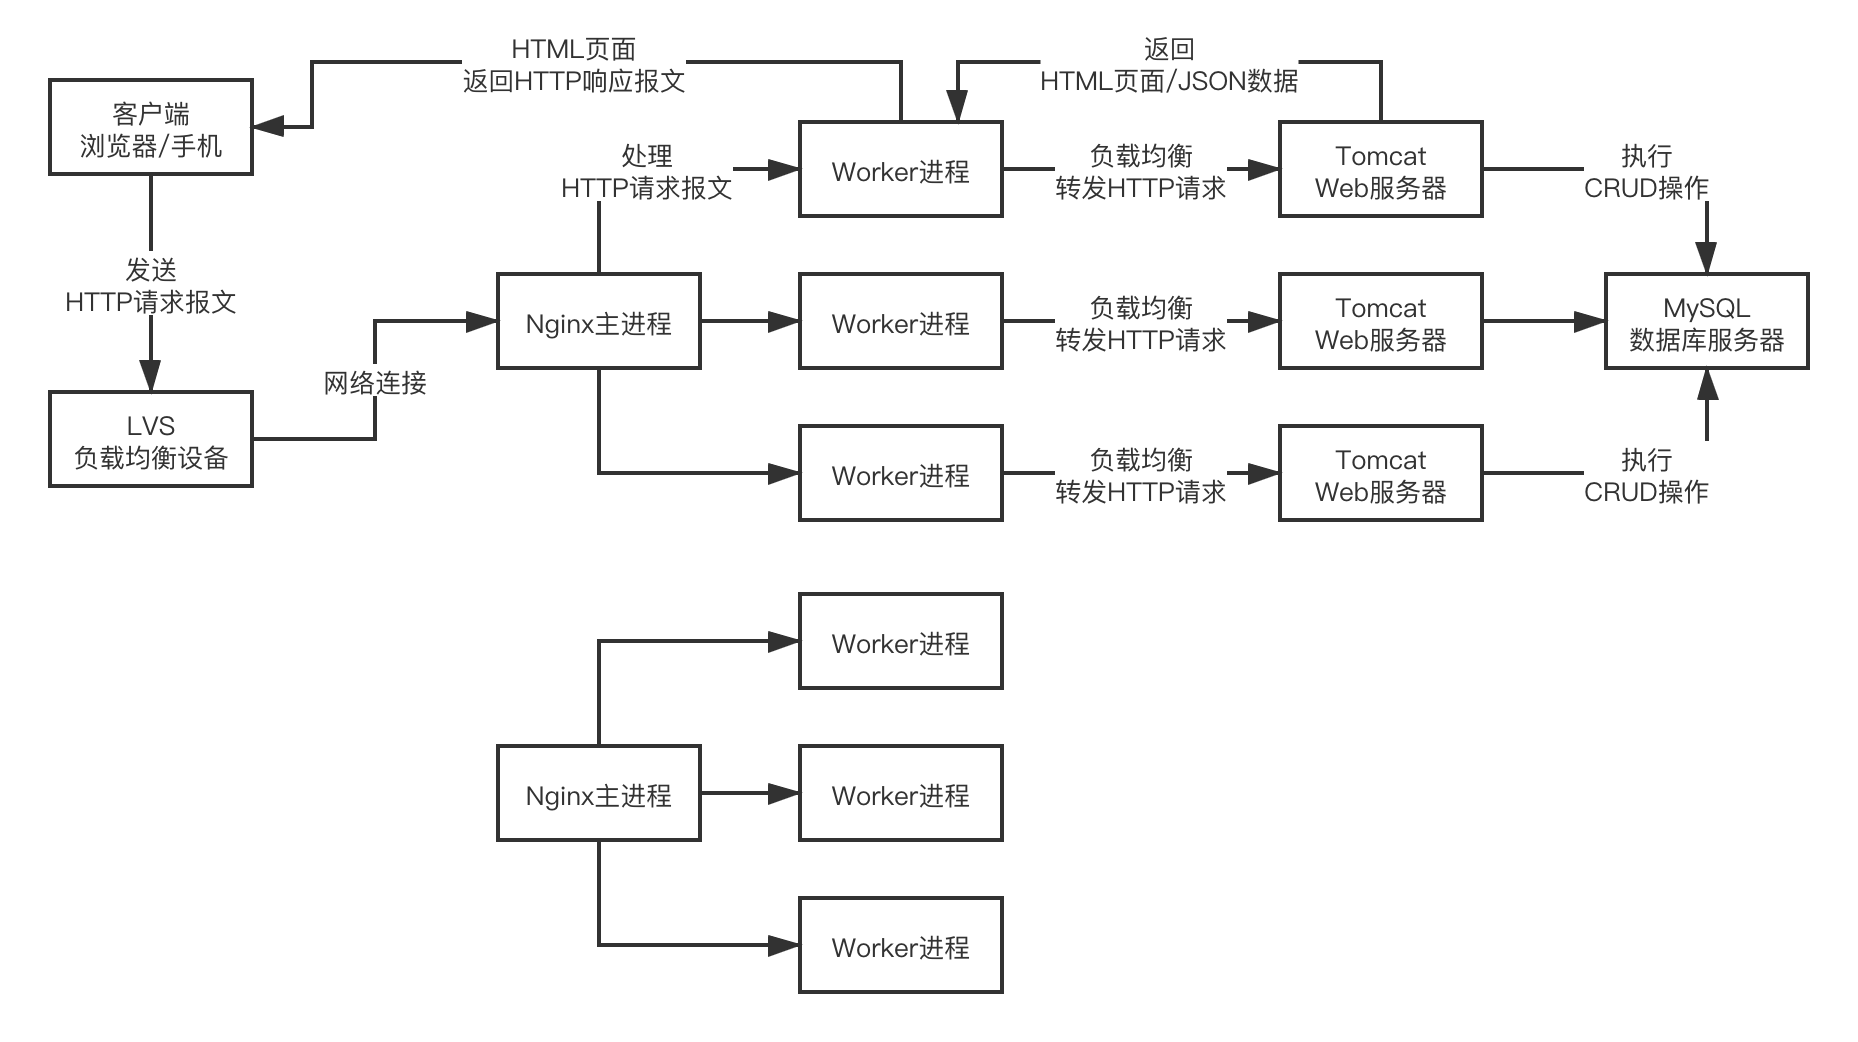 HTML页面
返回HTTP响应报文
返回
HTML页面/JSON数据
客户端
浏览器/手机
处理
HTTP请求报文
Worker进程
负载均衡
转发HTTP请求
Tomcat
Web服务器
执行
CRUD操作
发送
HTTP请求报文
Nginx主进程
Worker进程
负载均衡
转发HTTP请求
Tomcat
Web服务器
MySQL
数据库服务器
网络连接
LVS
负载均衡设备
Worker进程
负载均衡
转发HTTP请求
Tomcat
Web服务器
执行
CRUD操作
Worker进程
Nginx主进程
Worker进程
Worker进程